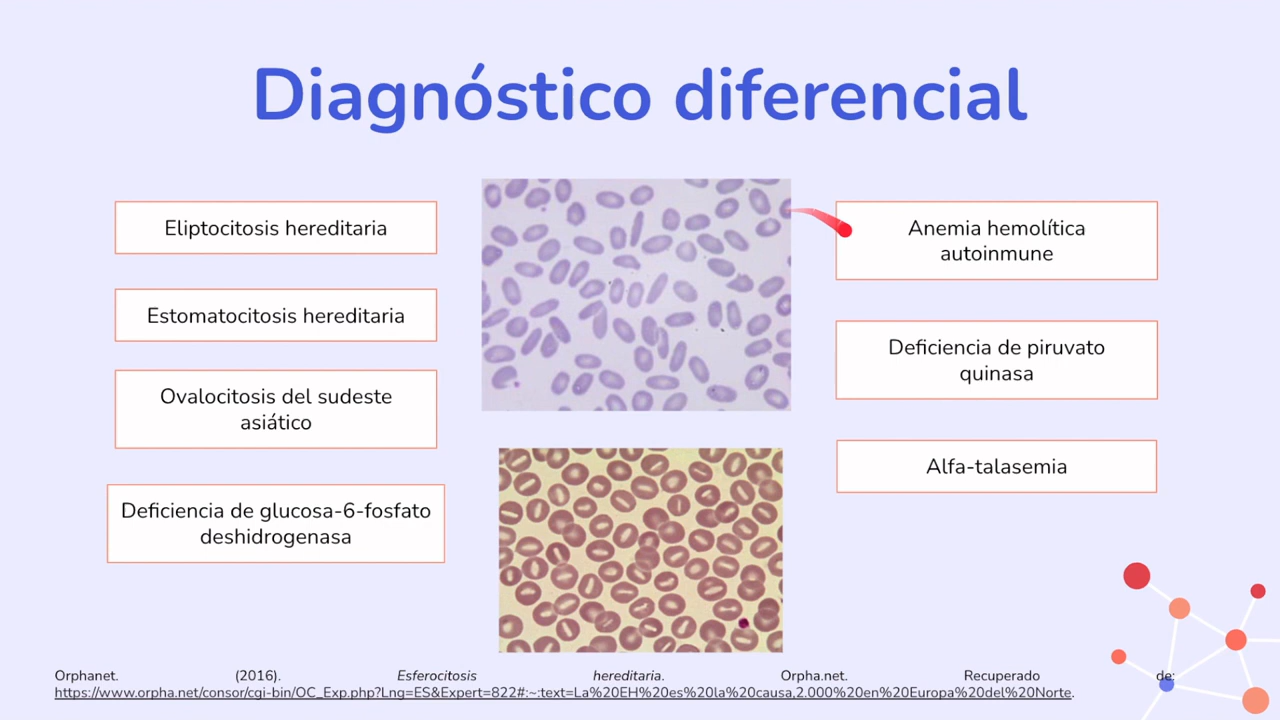 Diagnóstico diferencial
Eliptocitosis hereditaria
Estomatocitosis hereditaria
Ovalocitosis del sudeste
asiático
Deficiencia de glucosa-6-fosfato
deshidrogenasa
Anemia hemolítica
autoinmune
Deficiencia de piruvato
quinasa
Alfa-talasemia
Orphanet. (2016). Esferocitosis hereditaria. Orpha.net. Recuperado de:
https://www.orpha.net/consor/cgi-bin/OC_Exp.php?Lng=ES&Expert=822#:~:text=La%20EH%20es%20la%20causa,2.000%20en%20Europa%20del%20Norte.